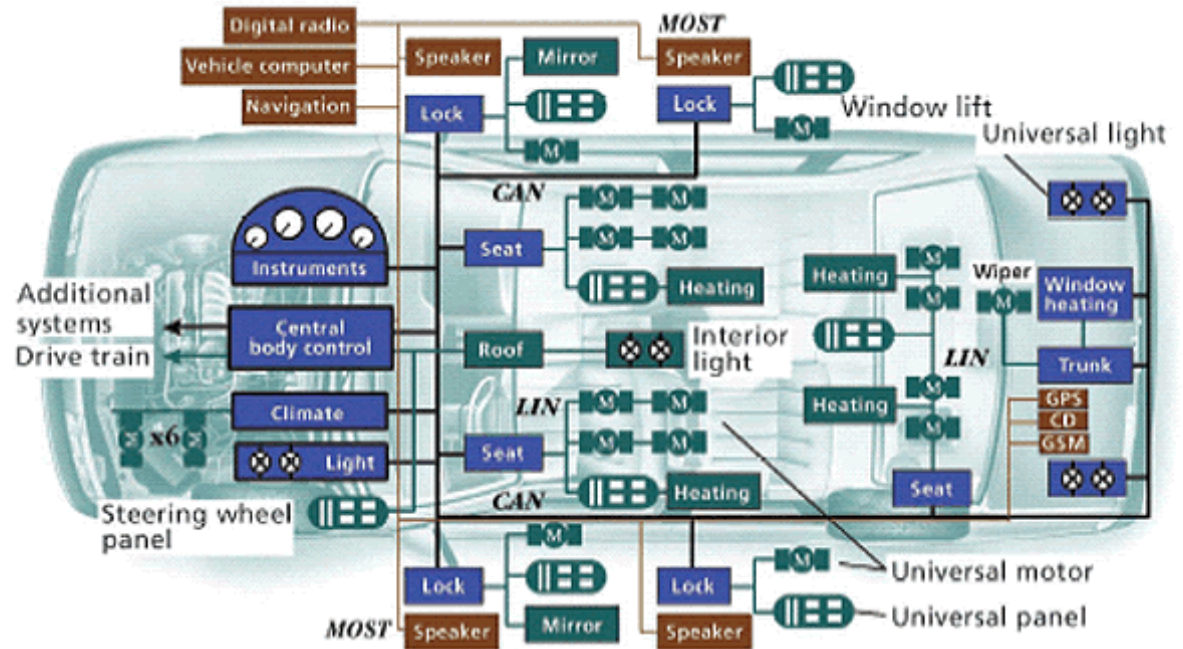 Digital radio
MOST
Speaker
Mirror
Speaker
Vehicle computer
Navigation
Lock
Lock
M
M
Window lift
Universal light
CAN
M
M
Seat
M
M
Instruments
Heating
M
Heating
Wiper
M
M
Window
heating
Additional
systems
Drive train
Central
body control
Roof
Interior
light
LIN
Trunk
M
Climate
LIN
M
M
Heating
GPS
CD
GSM
M
x6
M
Light
Seat
M
M
M
Seat
Steering wheel
panel
CAN
Heating
M
Lock
Lock
M
Universal motor
MOST
Speaker
Mirror
Speaker
Universal panel